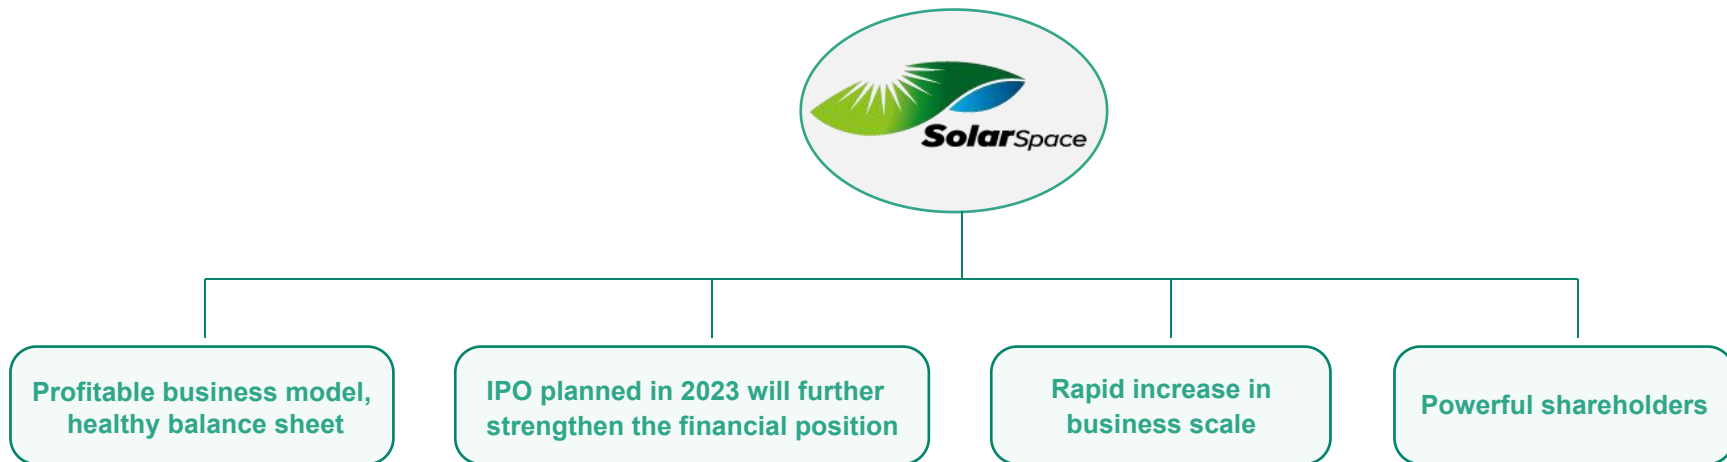 SolarSpace
Profitable business model,
healthy balance sheet
IPO planned in 2023 will further
strengthen the financial position
Rapid increase in
business scale
Powerful shareholders